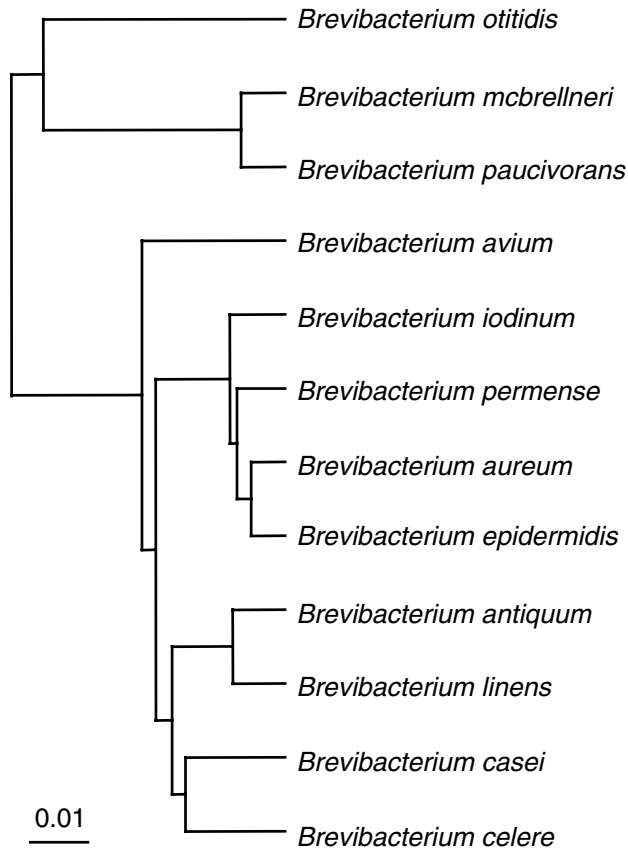 Brevibacterium otitidis
Brevibacterium mcbrellneri
Brevibacterium paucivorans
Brevibacterium avium
Brevibacterium iodinum
Brevibacterium permense
Brevibacterium aureum
Brevibacterium epidermidis
Brevibacterium antiquum
Brevibacterium linens
Brevibacterium casei
0.01
Brevibacterium celere